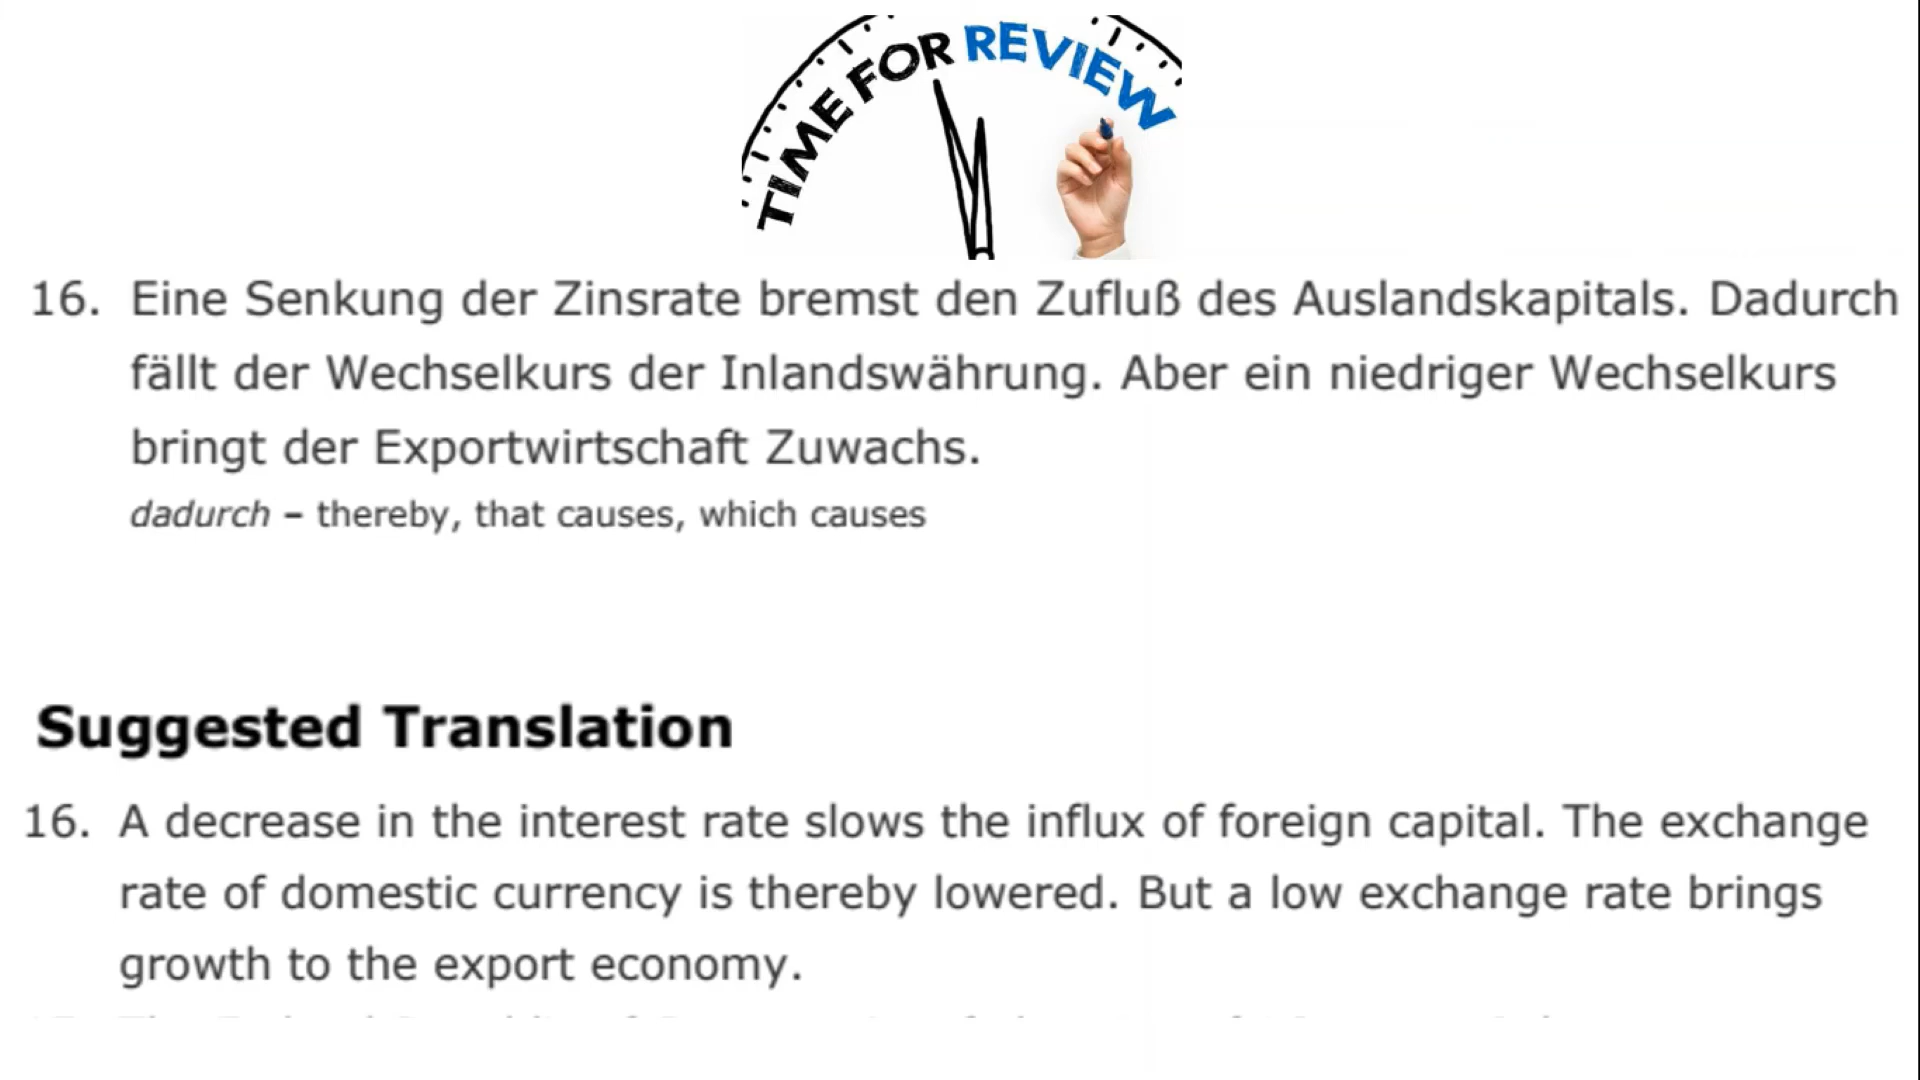 TIME FOR REVIEW
16. Eine Senkung der Zinsrate bremst den Zufluß des Auslandskapitals. Dadurch
fällt der Wechselkurs der Inlandswährung. Aber ein niedriger Wechselkurs
bringt der Exportwirtschaft Zuwachs.
dadurch – thereby, that causes, which causes
Suggested Translation
16. A decrease in the interest rate slows the influx of foreign capital. The exchange
rate of domestic currency is thereby lowered. But a low exchange rate brings
growth to the export economy.